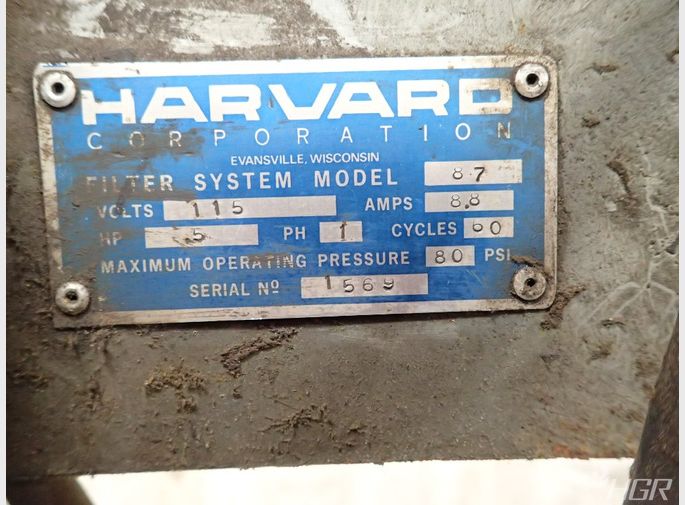 HARVARD
CORPORATION
EVANSVILLE, WISCONSIN
FILTER SYSTEM MODEL 87
VOLTS 115 AMPS 8.8
HP .5 PH 1 CYCLES 60
MAXIMUM OPERATING PRESSURE 80 PSI
SERIAL Nº 1569
HGR